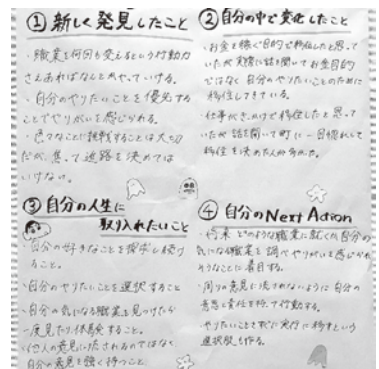 ① 新しく発見したこと
・職業を何回も変えるという行動力
さえあればなんとかやっていける。
・自分のやりたいことを優先する
ことでやりがいを感じられる。
・色々なことに挑戦することは大切
だが、焦って進路を決めては
いけない。
② 自分の中で変化したこと
・お金を稼ぐ目的で移住したと思って
いたが実際に話を聞いてお金目的
ではなく自分のやりたいことのために
移住してきている。
・仕事がきっかけで移住したと思って
いたが話を聞いて町に一目惚れして
移住を決めた人が多かった。
③ 自分の人生に
取り入れたいこと
・自分の好きなことを探求し続け
ること。
・自分のやりたいことを選択すること
・自分の気になる職業を見つけたら
一度見たり体験すること。
・他人の意見に流されるのではなく
自分の意見を強く持つこと
④ 自分のNext Action
・将来どのような職業に就くか自分の
気になる職業を調べやりがいを感じられ
そうなことに着目する。
・周りの意見に流されないように自分の
意思と責任を持って行動する。
・やりたいことをすぐに実行に移すという
選択肢も作る。